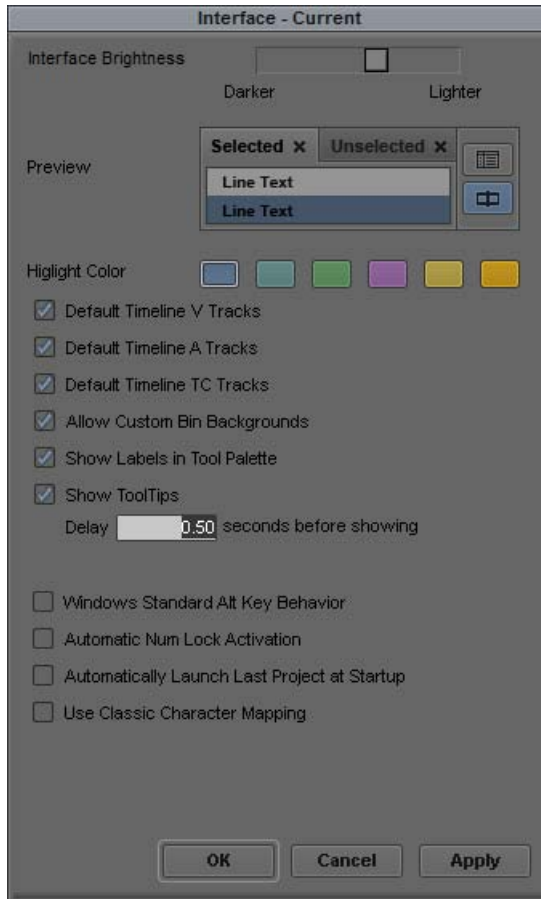 Interface - Current
Interface Brightness
Darker Lighter
Selected x Unselected x
Preview
Line Text
Line Text
Higlight Color
Default Timeline V Tracks
Default Timeline A Tracks
Default Timeline TC Tracks
Allow Custom Bin Backgrounds
Show Labels in Tool Palette
Show ToolTips
Delay 0.50 seconds before showing
Windows Standard Alt Key Behavior
Automatic Num Lock Activation
Automatically Launch Last Project at Startup
Use Classic Character Mapping
OK Cancel Apply